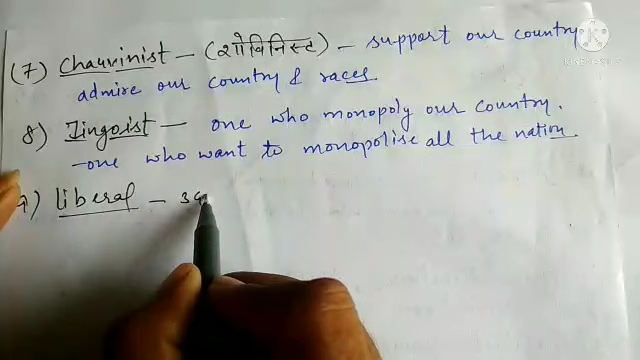 (7) Chauvinist – (शोविनिस्ट) – support our country
admire our country & races
8) Jingoist – one who monopoly our country.
– one who want to monopolise all the nation.
9) liberal – उद